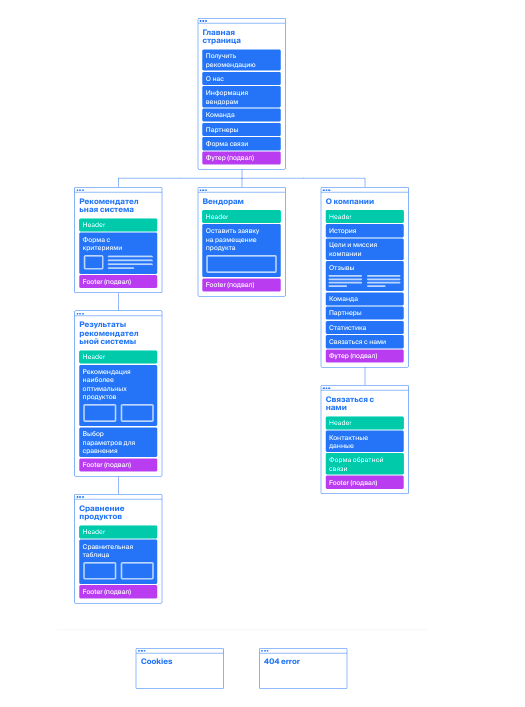 Главная
страница
Получить
рекомендацию
О нас
Информация
вендорам
Команда
Партнеры
Форма связи
Футер (подвал)
Рекомендател
ьная система
Header
Форма с
критериями
Footer (подвал)
Результаты
рекомендател
ьной системы
Header
Рекомендация
наиболее
оптимальных
продуктов
Выбор
параметров для
сравнения
Footer (подвал)
Сравнение
продуктов
Header
Сравнительная
таблица
Footer (подвал)
Вендорам
Header
Оставить заявку
на размещение
продукта
Footer (подвал)
О компании
Header
История
Цели и миссия
компании
Отзывы
Команда
Партнеры
Статистика
Связаться с нами
Футер (подвал)
Связаться с
нами
Header
Контактные
данные
Форма обратной
связи
Footer (подвал)
Cookies
404 error